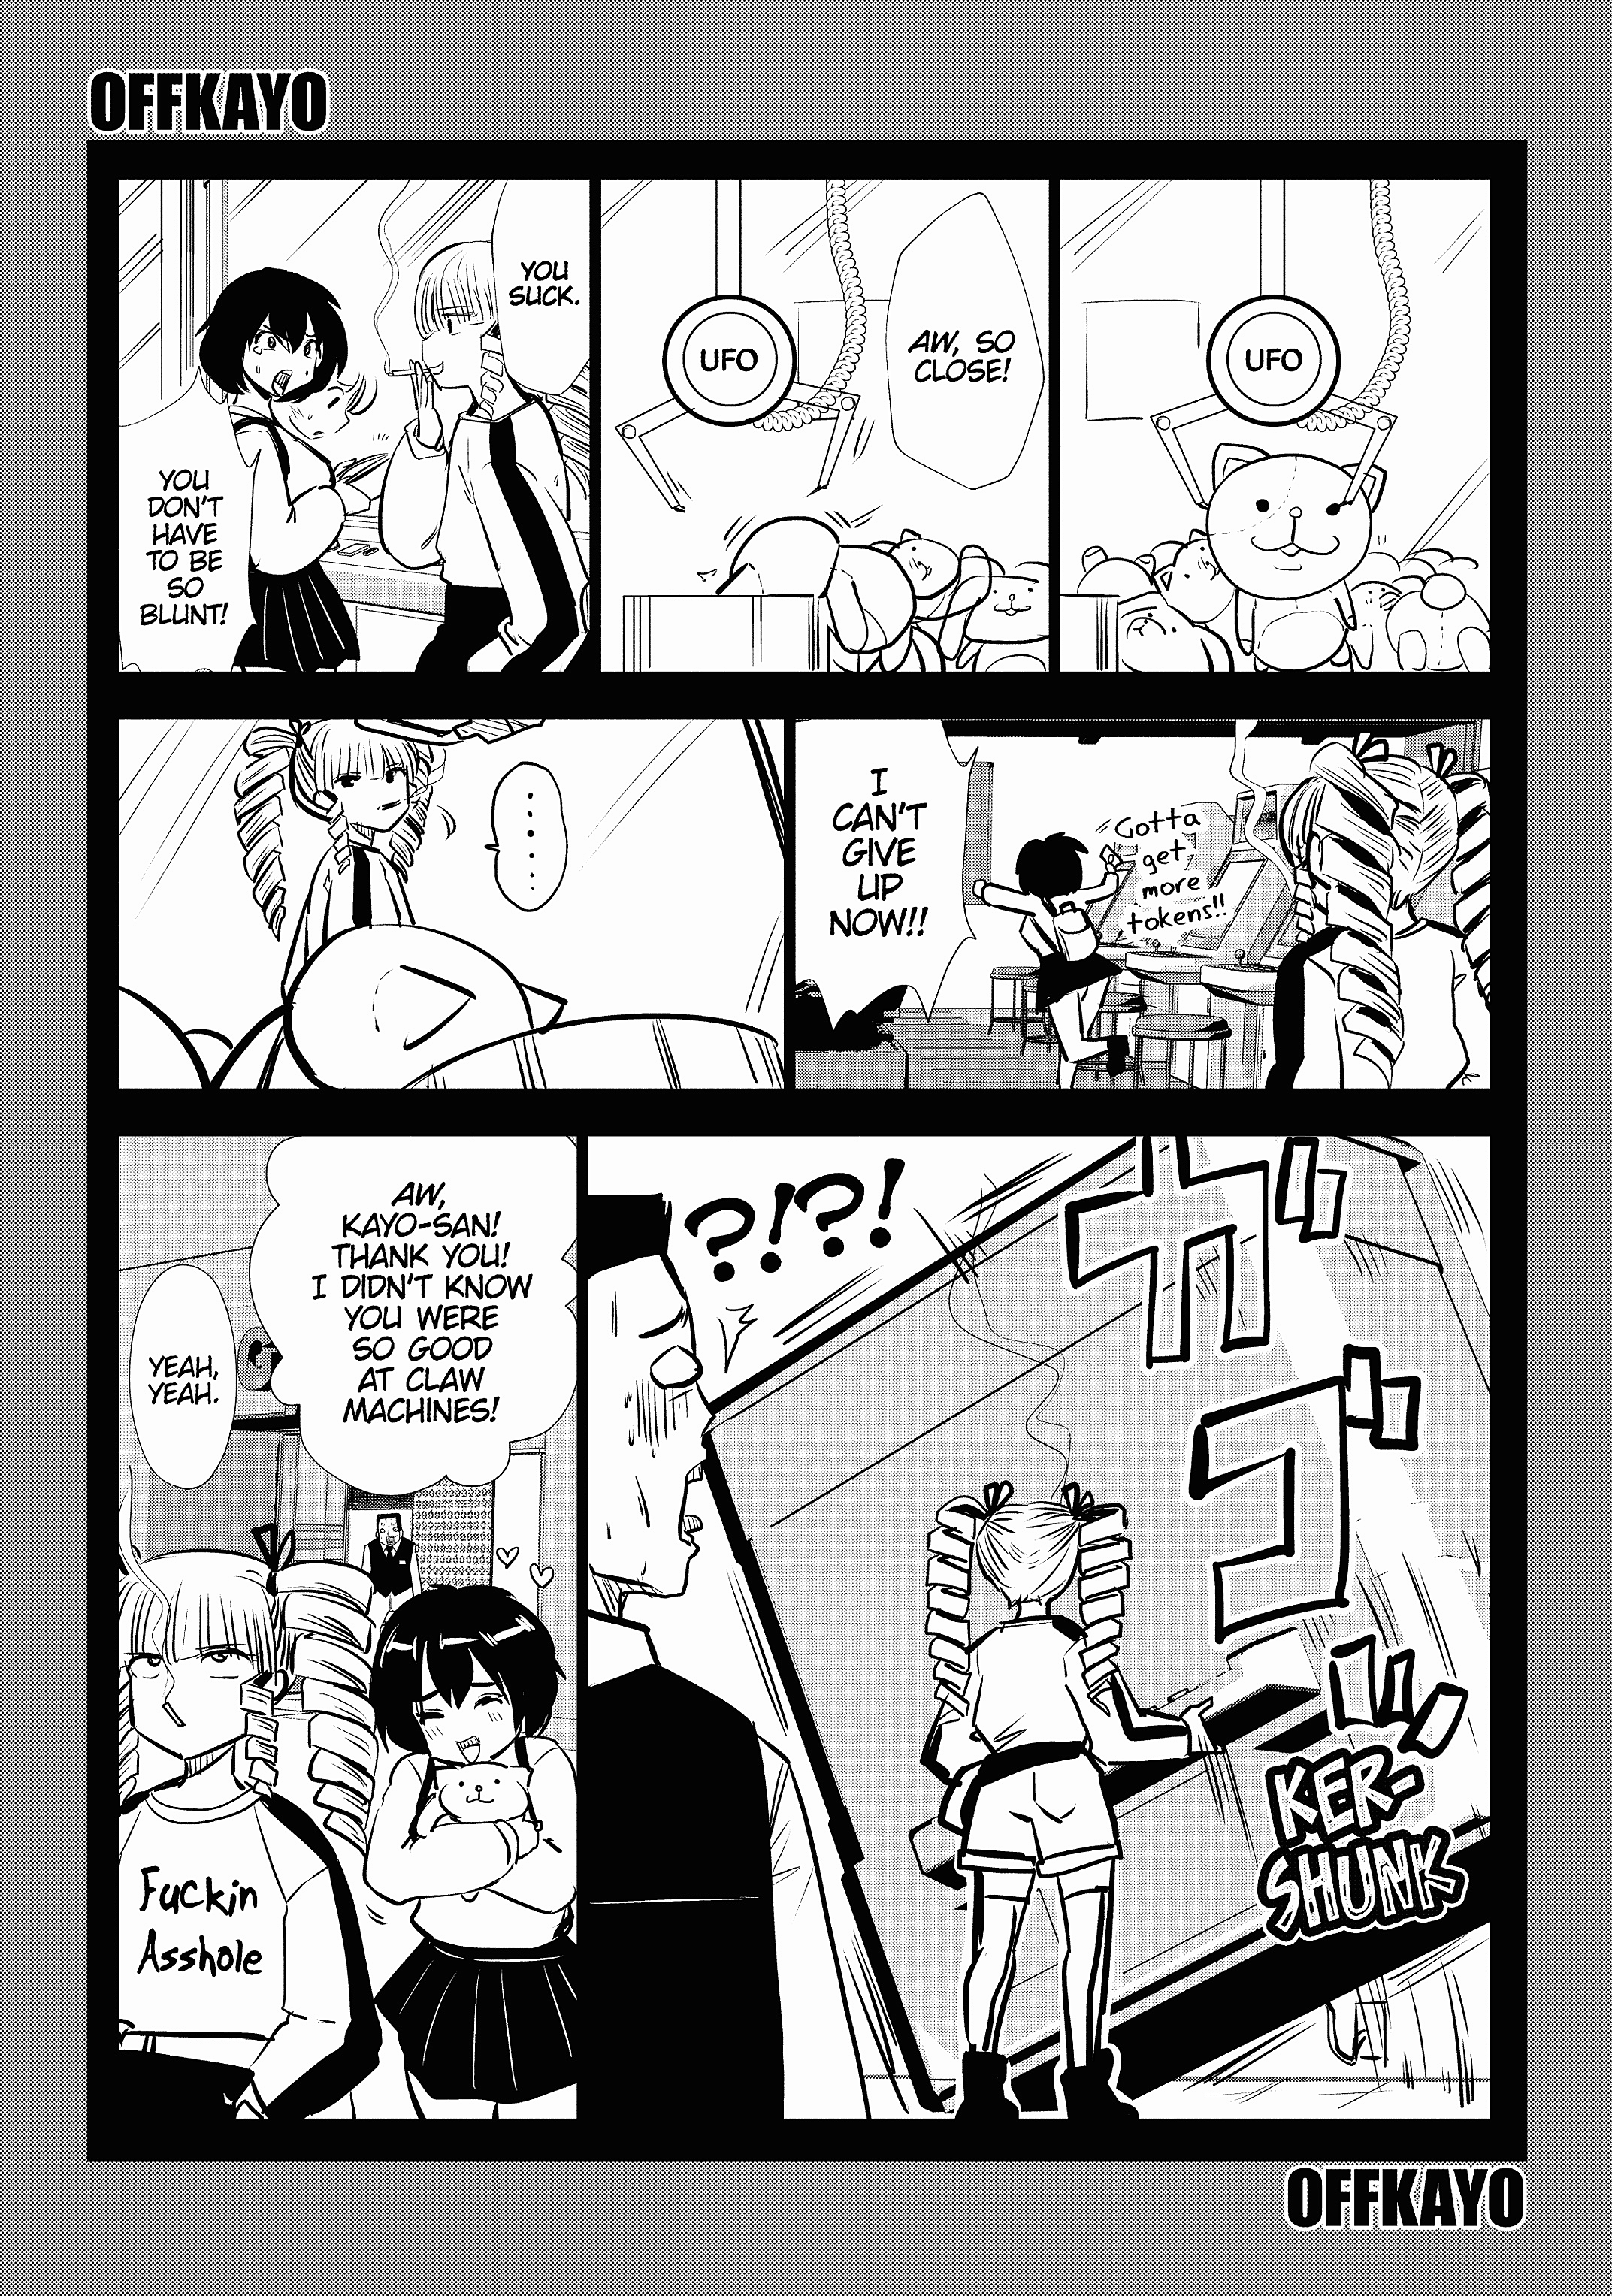 OFFKAYO
UFO
AW, SO
CLOSE!
UFO
YOU
SUCK.
YOU
DON'T
HAVE
TO BE
SO
BLUNT!
I
CAN'T
GIVE
UP
NOW!!
Gotta
get
more
tokens!!
......
?!?!
ガゴンッ
KER-
SHUNK
AW,
KAYO-SAN!
THANK YOU!
I DIDN'T KNOW
YOU WERE
SO GOOD
AT CLAW
MACHINES!
YEAH,
YEAH.
Fuckin
Asshole
OFFKAYO